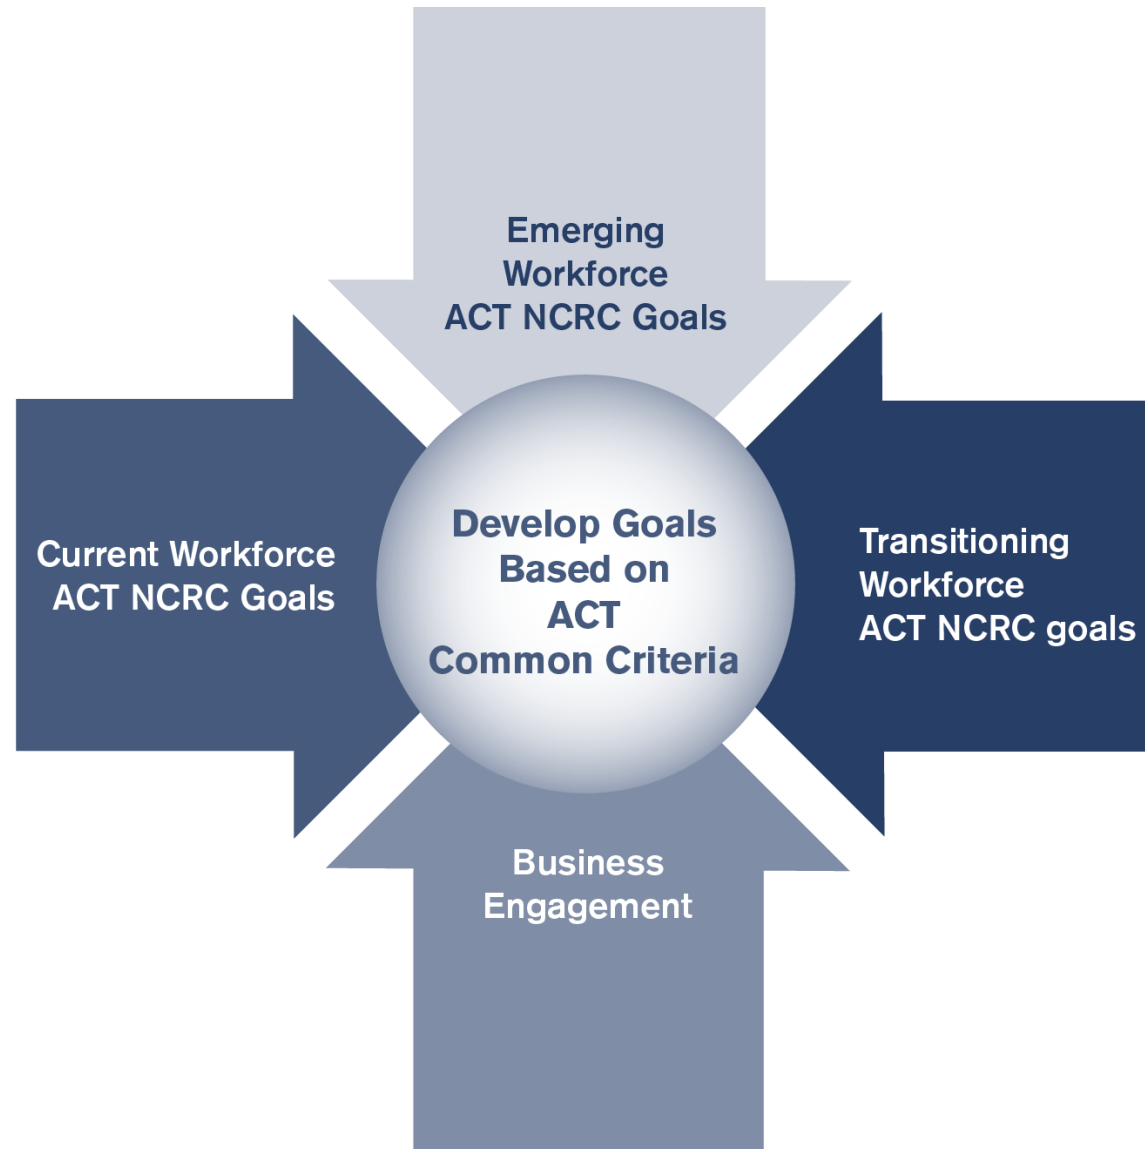 Emerging
Workforce
ACT NCRC Goals
Current Workforce
ACT NCRC Goals
Develop Goals
Based on
ACT
Common Criteria
Transitioning
Workforce
ACT NCRC goals
Business
Engagement